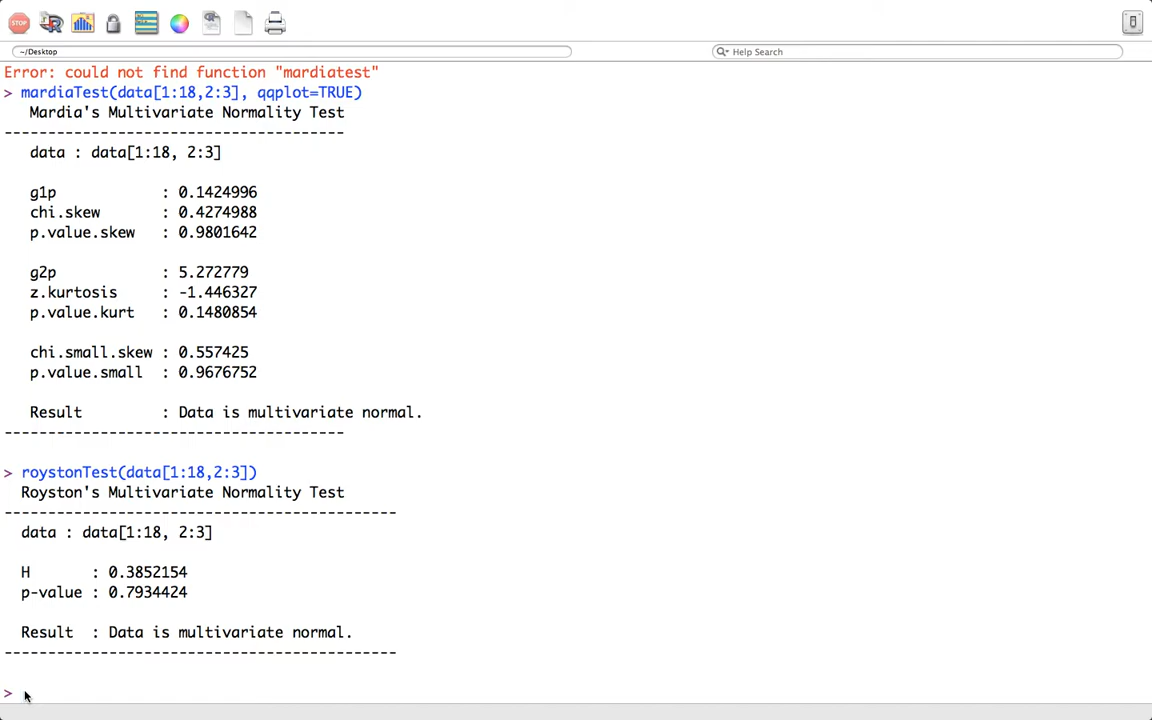 STOP
~/Desktop
Help Search
Error: could not find function "mardiatest"
> mardiaTest(data[1:18,2:3], qqplot=TRUE)
Mardia's Multivariate Normality Test
---------------------------------------
data : data[1:18, 2:3]
g1p : 0.1424996
chi.skew : 0.4274988
p.value.skew : 0.9801642
g2p : 5.272779
z.kurtosis : -1.446327
p.value.kurt : 0.1480854
chi.small.skew : 0.557425
p.value.small : 0.9676752
Result : Data is multivariate normal.
---------------------------------------
> roystonTest(data[1:18,2:3])
Royston's Multivariate Normality Test
---------------------------------------------
data : data[1:18, 2:3]
H : 0.3852154
p-value : 0.7934424
Result : Data is multivariate normal.
---------------------------------------------
>